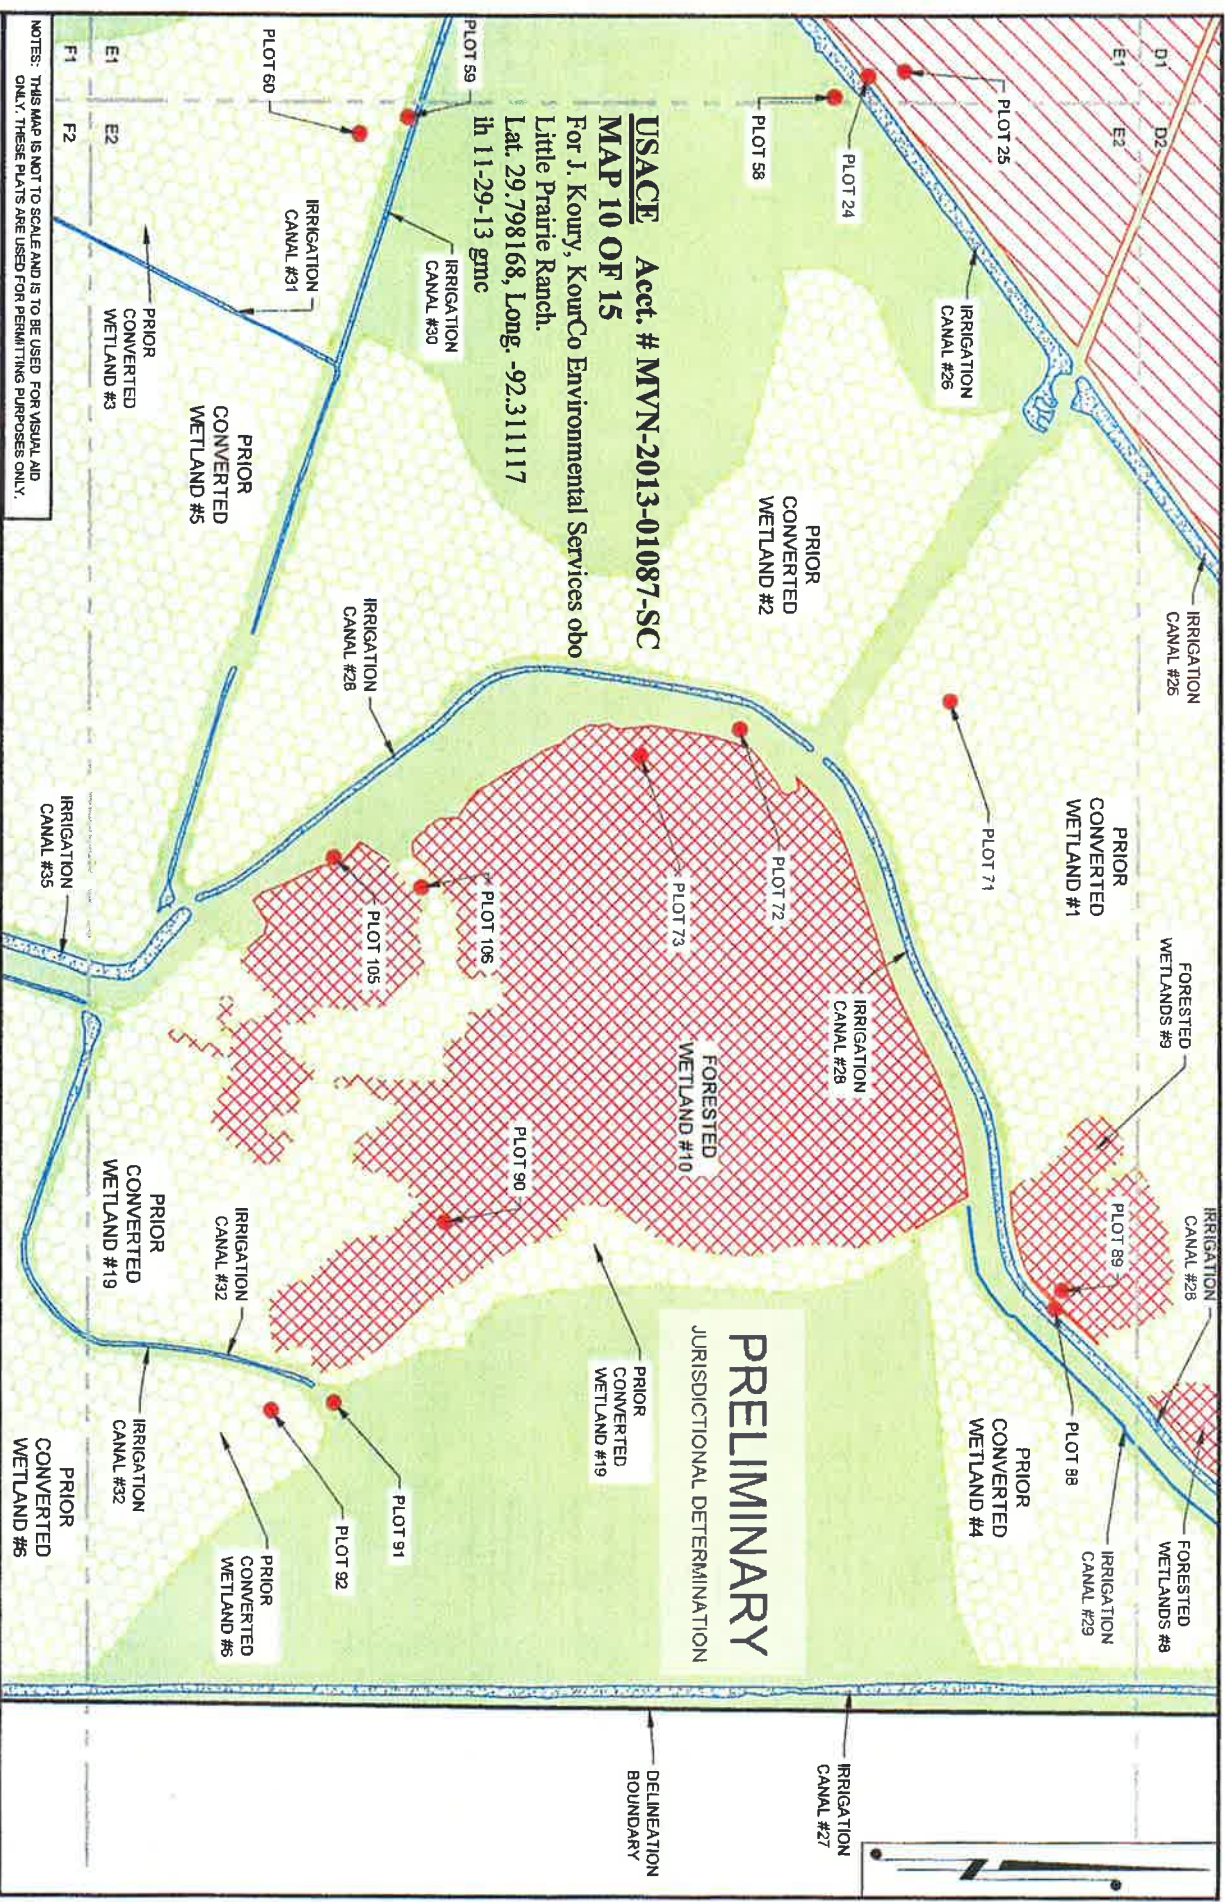 D1
D2
E1
E2
PLOT 25
PLOT 24
PLOT 58
IRRIGATION
CANAL #26
IRRIGATION
CANAL #26
USACE Acct. # MVN-2013-01087-SC
MAP 10 OF 15
For J. Koury, KourCo Environmental Services obo
Little Prairie Ranch.
Lat. 29.798168, Long. -92.311117
ih 11-29-13 gmc
PLOT 59
PLOT 60
IRRIGATION
CANAL #30
IRRIGATION
CANAL #31
PRIOR
CONVERTED
WETLAND #3
E1
E2
F1
F2
PRIOR
CONVERTED
WETLAND #2
PRIOR
CONVERTED
WETLAND #5
IRRIGATION
CANAL #28
PLOT 71
PRIOR
CONVERTED
WETLAND #1
PLOT 72
PLOT 73
PLOT 106
PLOT 105
IRRIGATION
CANAL #35
FORESTED
WETLANDS #9
IRRIGATION
CANAL #28
FORESTED
WETLAND #10
PLOT 90
IRRIGATION
CANAL #28
PLOT 89
PLOT 88
PRIOR
CONVERTED
WETLAND #19
IRRIGATION
CANAL #32
PRIOR
CONVERTED
WETLAND #19
PRELIMINARY
JURISDICTIONAL DETERMINATION
PRIOR
CONVERTED
WETLAND #4
IRRIGATION
CANAL #29
FORESTED
WETLANDS #8
PLOT 91
PLOT 92
IRRIGATION
CANAL #32
PRIOR
CONVERTED
WETLAND #6
PRIOR
CONVERTED
WETLAND #6
IRRIGATION
CANAL #27
DELINEATION
BOUNDARY
NOTES: THIS MAP IS NOT TO SCALE AND IS TO BE USED FOR VISUAL AID
ONLY. THESE PLATS ARE USED FOR PERMITTING PURPOSES ONLY.